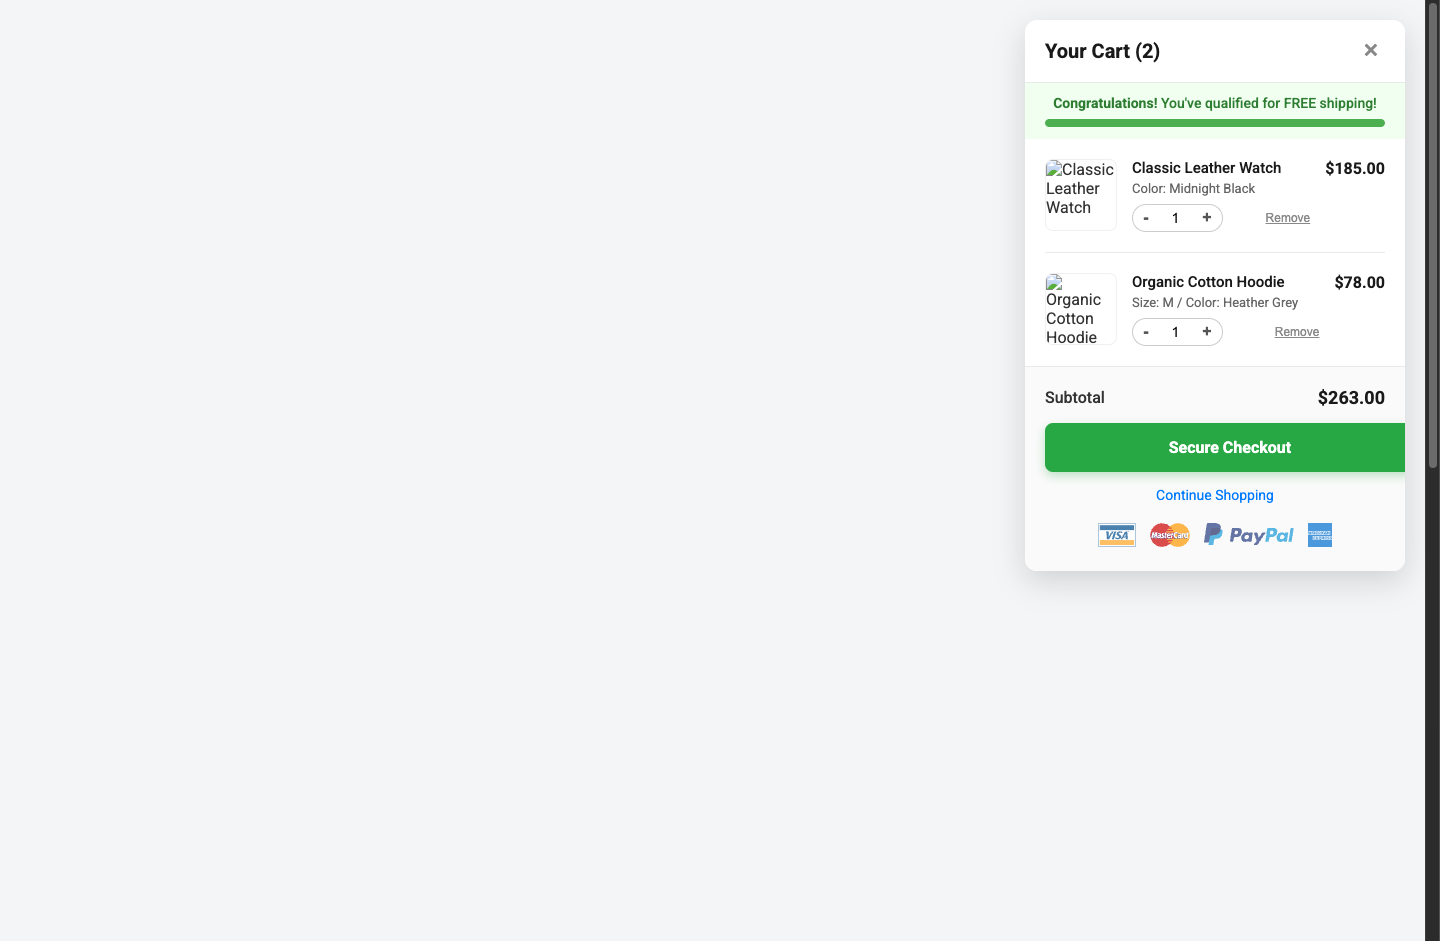 Your Cart (2)
Congratulations! You've qualified for FREE shipping!
Classic Leather Watch
Classic Leather Watch
$185.00
Color: Midnight Black
- 1 +
Remove
Organic Cotton Hoodie
Organic Cotton Hoodie
$78.00
Size: M / Color: Heather Grey
- 1 +
Remove
Subtotal
$263.00
Secure Checkout
Continue Shopping
VISA
MasterCard
PayPal